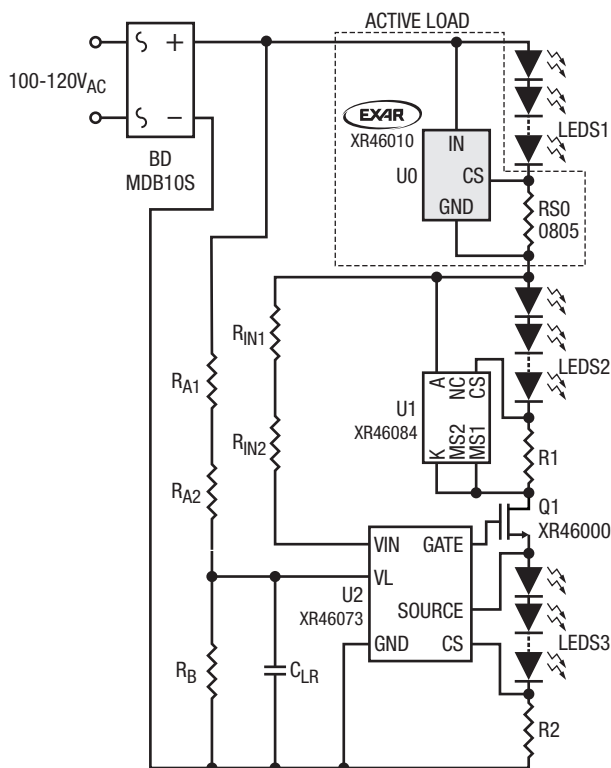 ACTIVE LOAD
100-120VAC
BD
MDB10S
EXAR
XR46010
U0
IN
CS
GND
LEDS1
RS0
0805
RA1
RA2
RB
RIN1
RIN2
U1
XR46084
A
NC
CS
K
MS2
MS1
LEDS2
R1
Q1
XR46000
VIN
GATE
VL
U2
XR46073
SOURCE
GND
CS
LEDS3
CLR
R2